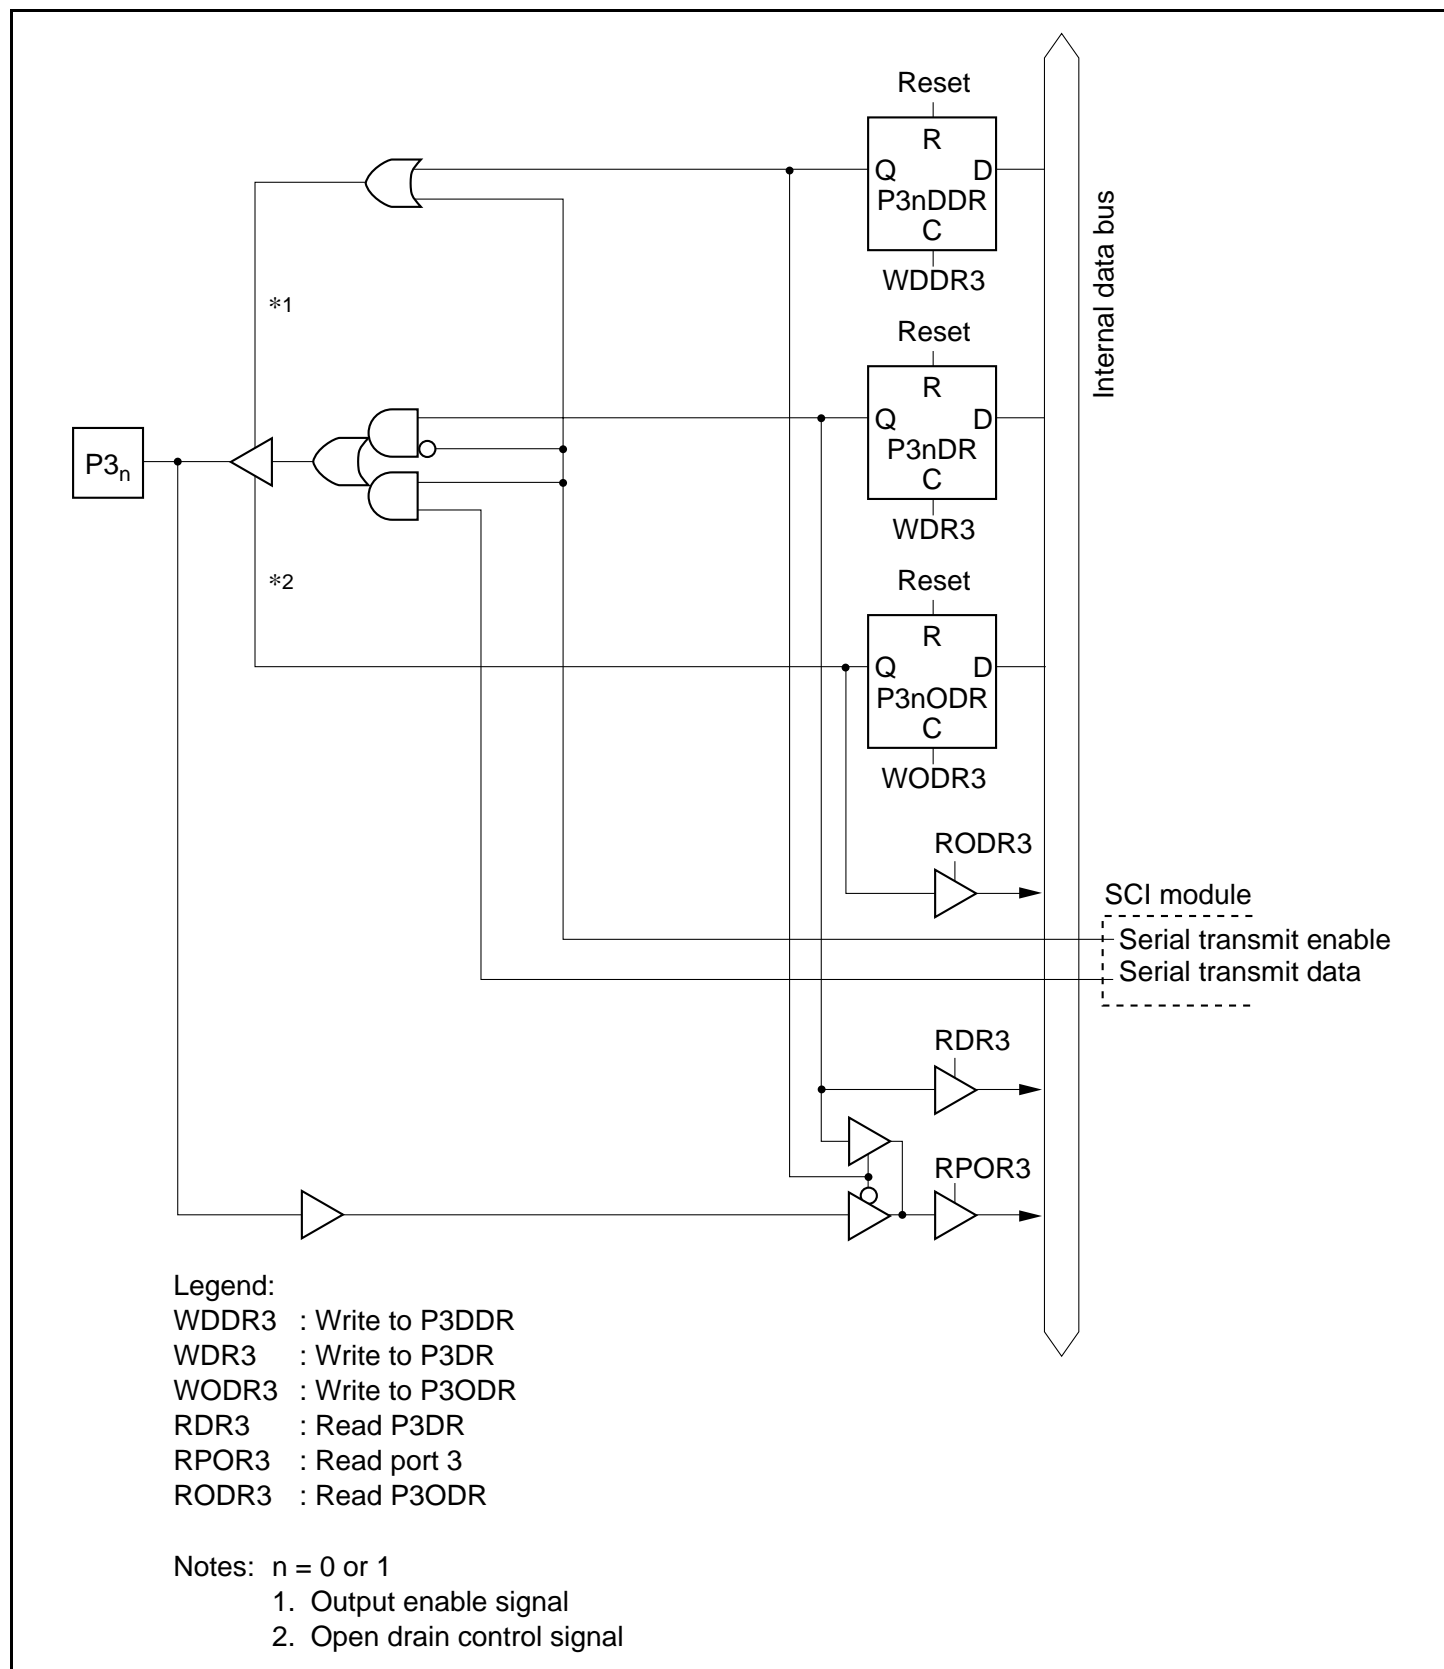 Reset
R
Q D
P3nDDR
C
WDDR3
Internal data bus
*1
Reset
R
Q D
P3nDR
C
WDR3
P3n
*2
Reset
R
Q D
P3nODR
C
WODR3
RODR3
SCI module
Serial transmit enable
Serial transmit data
RDR3
RPOR3
Legend:
WDDR3 : Write to P3DDR
WDR3 : Write to P3DR
WODR3 : Write to P3ODR
RDR3 : Read P3DR
RPOR3 : Read port 3
RODR3 : Read P3ODR
Notes: n = 0 or 1
1. Output enable signal
2. Open drain control signal